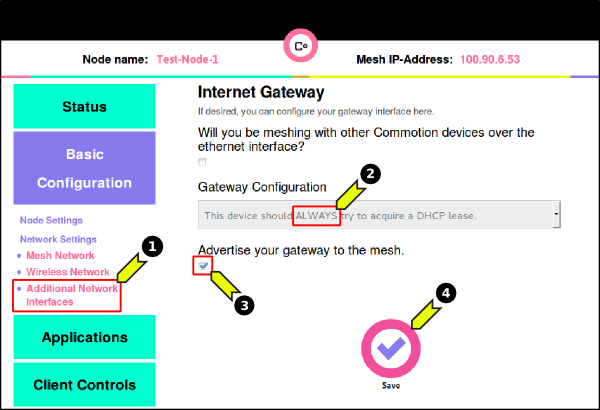 Co
Node name: Test-Node-1
Mesh IP-Address: 100.90.6.53
Status
Basic
Configuration
Node Settings
Network Settings
Mesh Network
Wireless Network
Additional Network
Interfaces
Applications
Client Controls
Internet Gateway
If desired, you can configure your gateway interface here.
Will you be meshing with other Commotion devices over the
ethernet interface?
Gateway Configuration
This device should ALWAYS try to acquire a DHCP lease.
Advertise your gateway to the mesh.
Save
1
2
3
4